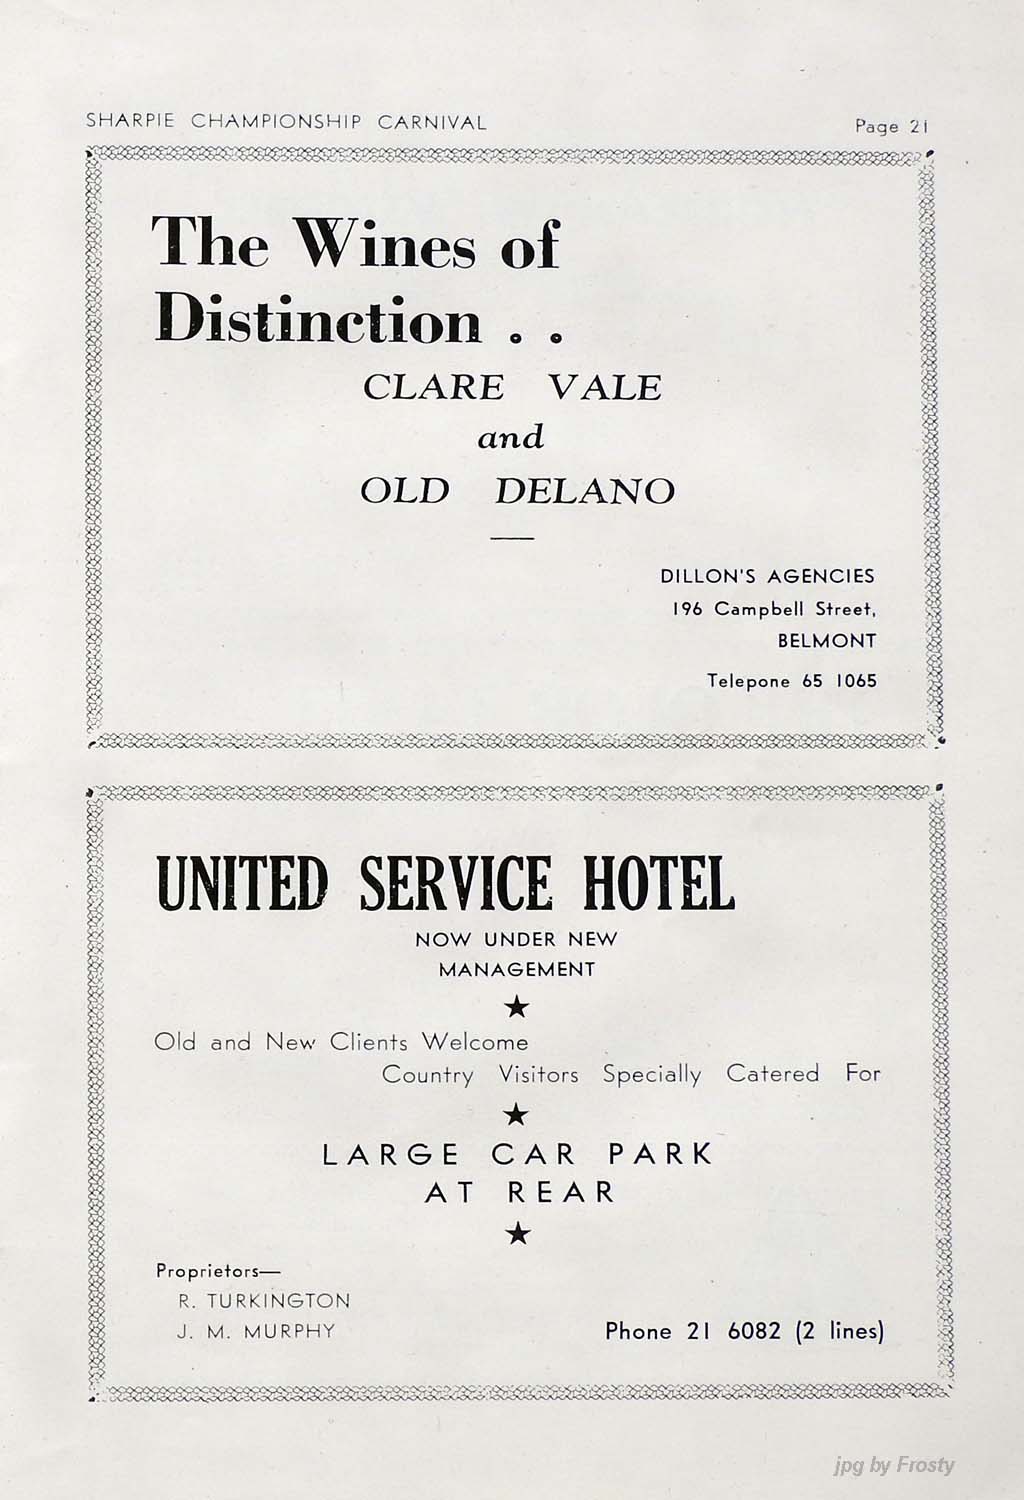 SHARPIE CHAMPIONSHIP CARNIVAL
Page 21
The Wines of
Distinction . .
CLARE VALE
and
OLD DELANO
DILLON'S AGENCIES
196 Campbell Street,
BELMONT
Telepone 65 1065
UNITED SERVICE HOTEL
NOW UNDER NEW
MANAGEMENT
★
Old and New Clients Welcome
Country Visitors Specially Catered For
★
LARGE CAR PARK
AT REAR
★
Proprietors—
R. TURKINGTON
J. M. MURPHY
Phone 21 6082 (2 lines)
jpg by Frosty